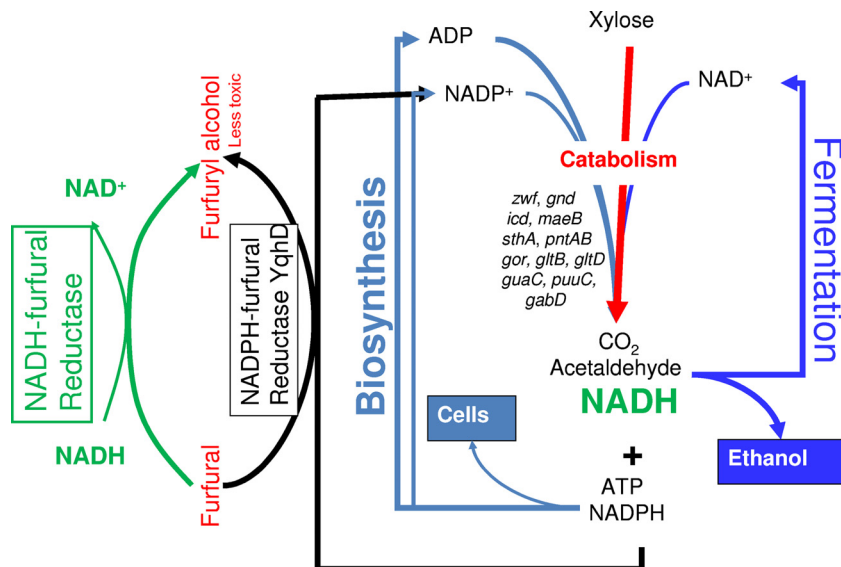 ADP
Xylose
NADP+
NAD+
Catabolism
zwf, gnd
icd, maeB
sthA, pntAB
gor, gltB, gltD
guaC, puuC,
gabD
CO2
Acetaldehyde
NADH
+
ATP
NADPH
Cells
Ethanol
Fermentation
Biosynthesis
Furfuryl alcohol
Less toxic
NAD+
NADH-furfural
Reductase
NADH
NADPH-furfural
Reductase YqhD
Furfural